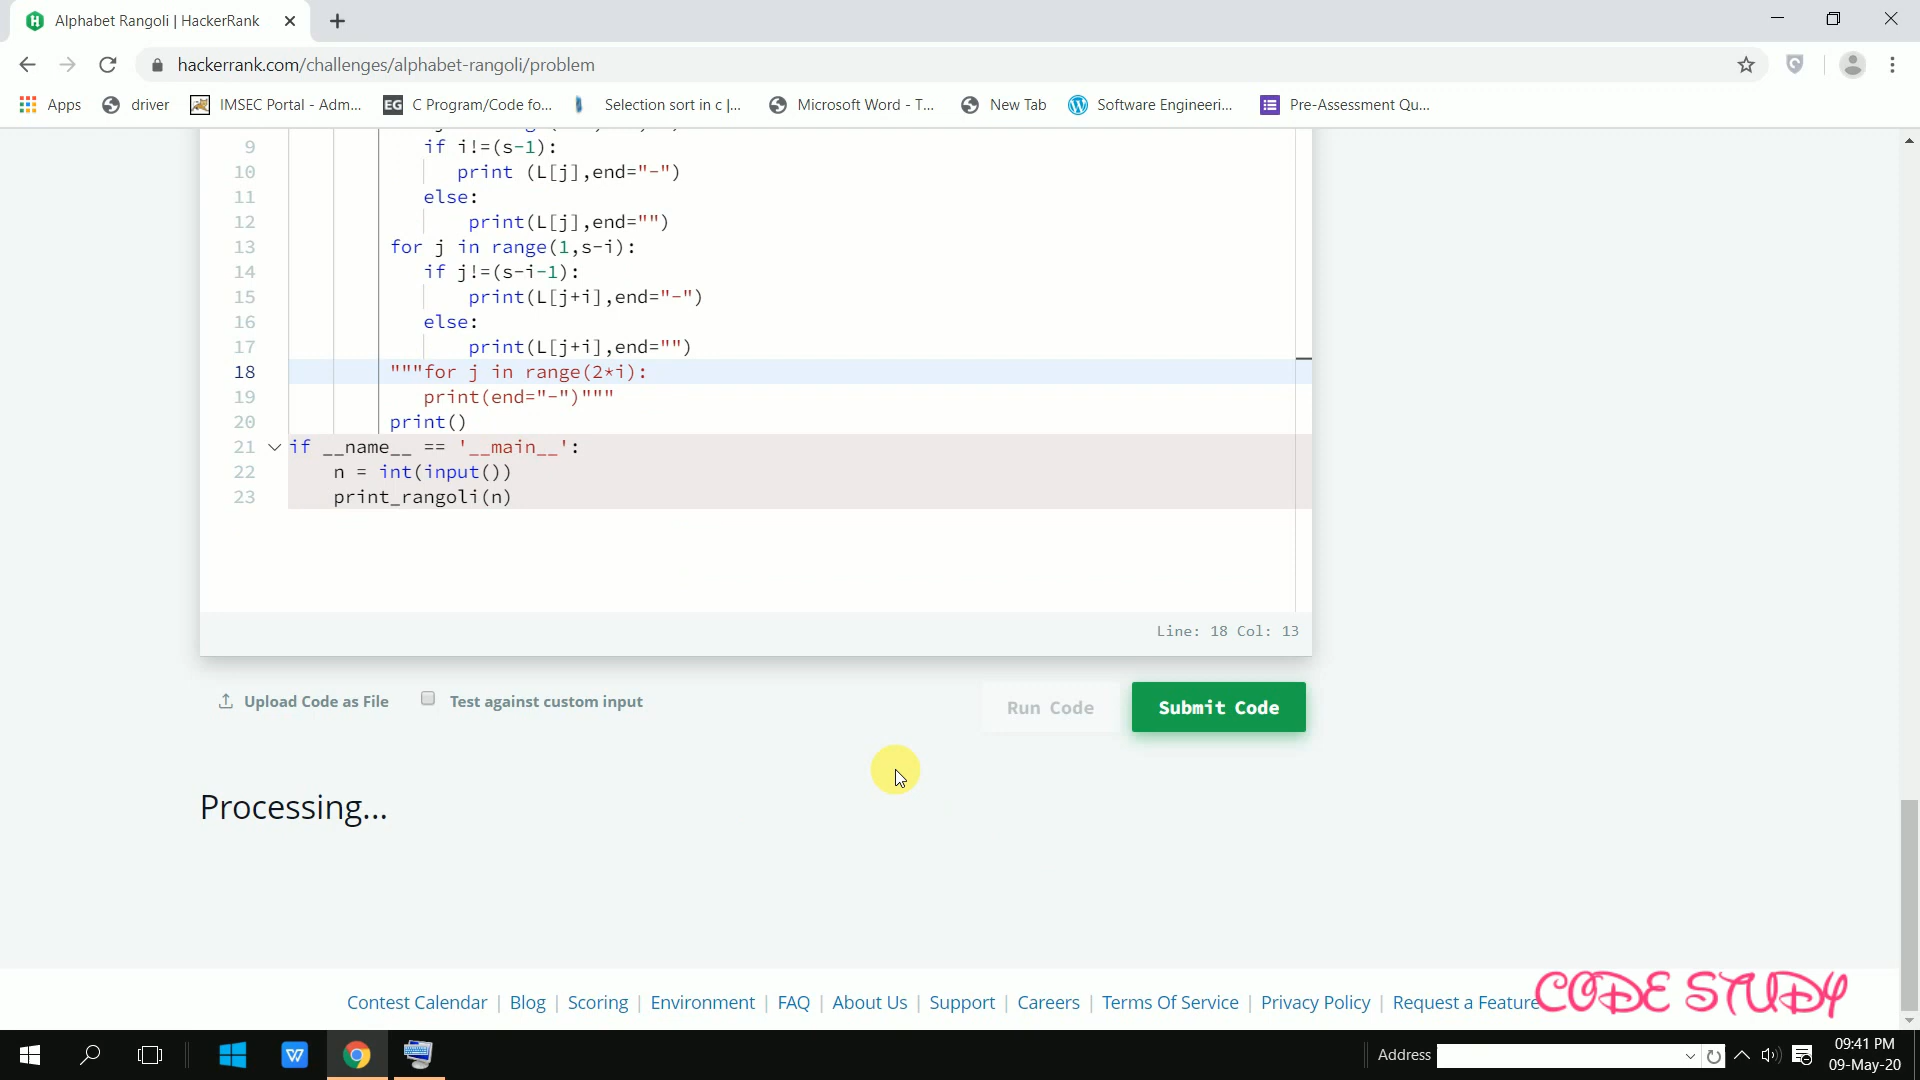 Alphabet Rangoli | HackerRank
hackerrank.com/challenges/alphabet-rangoli/problem
Apps driver IMSEC Portal - Adm... EG C Program/Code fo... Selection sort in c |... Microsoft Word - T... New Tab Software Engineeri... Pre-Assessment Qu...
9 if i!=(s-1):
10 print (L[j],end="-")
11 else:
12 print(L[j],end="")
13 for j in range(1,s-i):
14 if j!=(s-i-1):
15 print(L[j+i],end="-")
16 else:
17 print(L[j+i],end="")
18 """for j in range(2*i):
19 print(end="-")"""
20 print()
21 if __name__ == '__main__':
22 n = int(input())
23 print_rangoli(n)
Line: 18 Col: 13
Upload Code as File Test against custom input Run Code Submit Code
Processing...
Contest Calendar | Blog | Scoring | Environment | FAQ | About Us | Support | Careers | Terms Of Service | Privacy Policy | Request a Feature
CODE STUDY
Address
09:41 PM
09-May-20